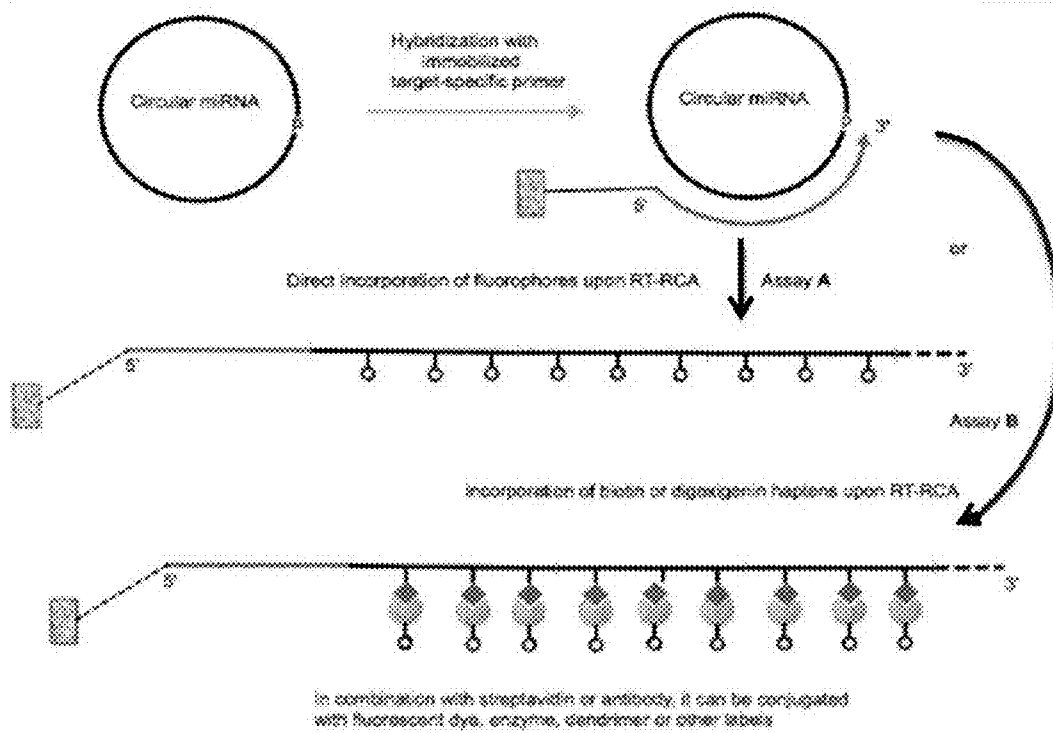 Circular miRNA
Hybridization with
immobilized
target-specific primer
Circular miRNA
3'
5'
or
Direct incorporation of fluorophores upon RT-RCA
Assay A
5'
3'
Assay B
Incorporation of biotin or digoxigenin haptens upon RT-RCA
5'
3'
In combination with streptavidin or antibody, it can be conjugated
with fluorescent dye, enzyme, dendrimer or other labels